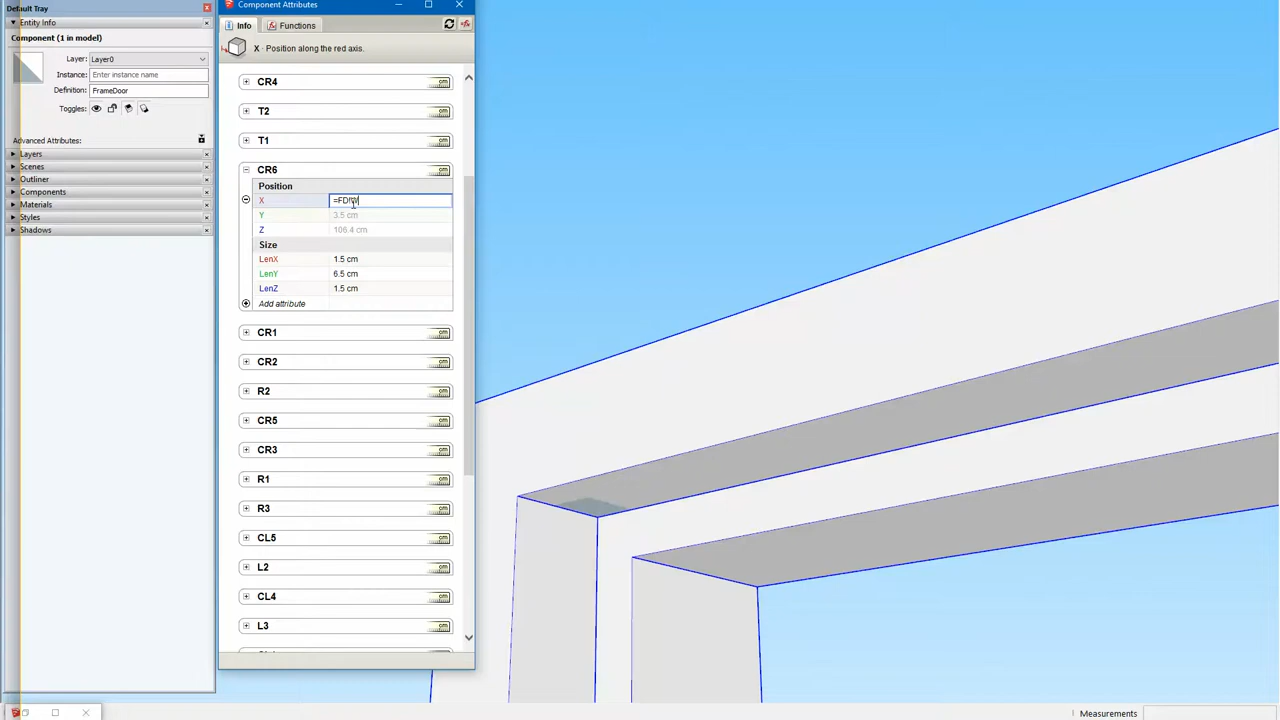 Default Tray
Entity Info
Component (1 in model)
Layer: Layer0
Instance: Enter instance name
Definition: FrameDoor
Toggles:
Advanced Attributes:
Layers
Scenes
Outliner
Components
Materials
Styles
Shadows
Component Attributes
Info Functions
X - Position along the red axis.
CR4
T2
T1
CR6
Position
X
Y 3.5 cm
Z 106.4 cm
Size
LenX 1.5 cm
LenY 6.5 cm
LenZ 1.5 cm
Add attribute
CR1
CR2
R2
CR5
CR3
R1
R3
CL5
L2
CL4
L3
Measurements